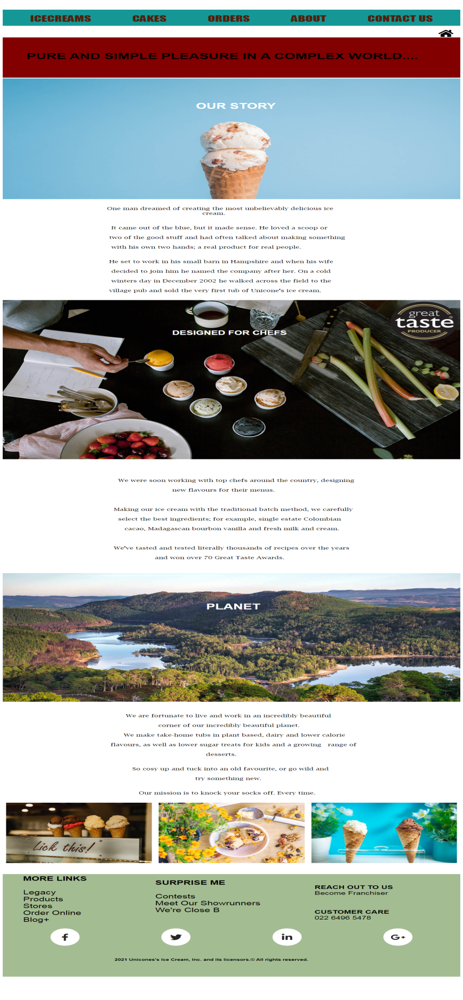 ICECREAMS CAKES ORDERS ABOUT CONTACT US
PURE AND SIMPLE PLEASURE IN A COMPLEX WORLD....
OUR STORY
One man dreamed of creating the most unbelievably delicious ice
cream.
It came out of the blue, but it made sense. He loved a scoop or
two of the good stuff and had often talked about making something
with his own two hands; a real product for real people.
He set to work in his small barn in Hampshire and when his wife
decided to join him he named the company after her. On a cold
winters day in December 2002 he walked across the field to the
village pub and sold the very first tub of Unicone's ice cream.
great
taste®
PRODUCER
DESIGNED FOR CHEFS
We were soon working with top chefs around the country, designing
new flavours for their menus.
Making our ice cream with the traditional batch method, we carefully
select the best ingredients; for example, single estate Colombian
cacao, Madagascan bourbon vanilla and fresh milk and cream.
We've tasted and tested literally thousands of recipes over the years
and won over 70 Great Taste Awards.
PLANET
We are fortunate to live and work in an incredibly beautiful
corner of our incredibly beautiful planet.
We make take-home tubs in plant based, dairy and lower calorie
flavours, as well as lower sugar treats for kids and a growing range of
desserts.
So cosy up and tuck into an old favourite, or go wild and
try something new.
Our mission is to knock your socks off. Every time.
Lick this!
MORE LINKS
Legacy
Products
Stores
Order Online
Blog+
SURPRISE ME
Contests
Meet Our Showrunners
We're Close B
REACH OUT TO US
Become Franchiser
CUSTOMER CARE
022 6496 5478
f in G+
2021 Unicones's Ice Cream, Inc. and its licensors.© All rights reserved.